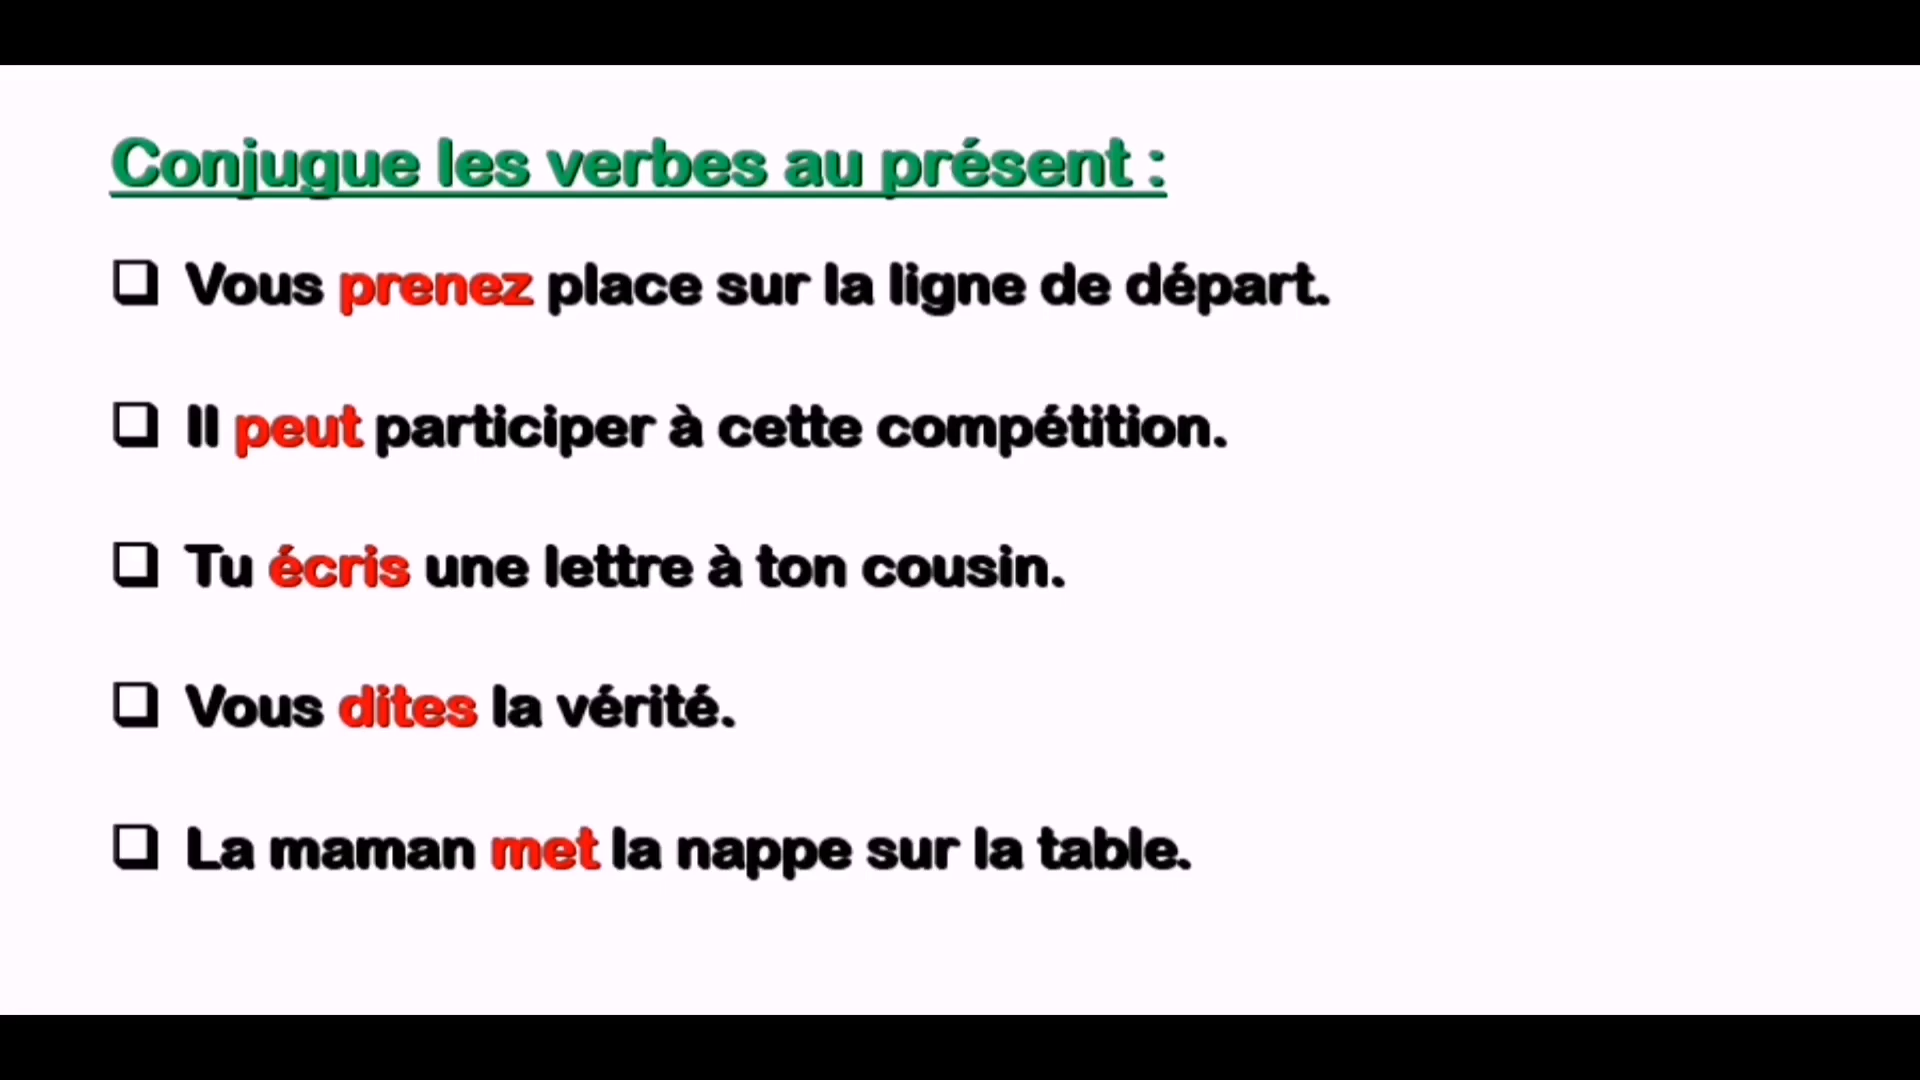 Conjugue les verbes au présent :
❑ Vous prenez place sur la ligne de départ.
❑ Il peut participer à cette compétition.
❑ Tu écris une lettre à ton cousin.
❑ Vous dites la vérité.
❑ La maman met la nappe sur la table.